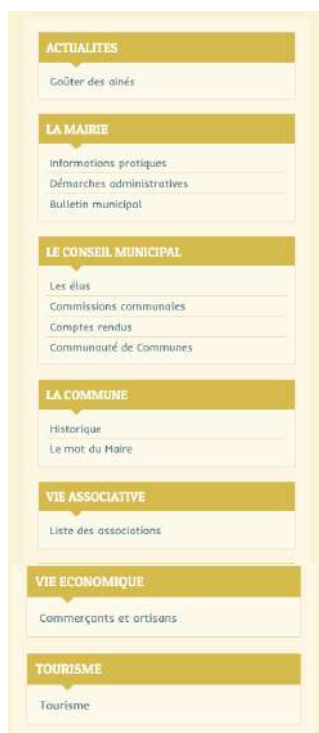 ACTUALITES
Goûter des ainés
LA MAIRIE
Informations pratiques
Démarches administratives
Bulletin municipal
LE CONSEIL MUNICIPAL
Les élus
Commissions communales
Comptes rendus
Communauté de Communes
LA COMMUNE
Historique
Le mot du Maire
VIE ASSOCIATIVE
Liste des associations
VIE ECONOMIQUE
Commerçants et artisans
TOURISME
Tourisme